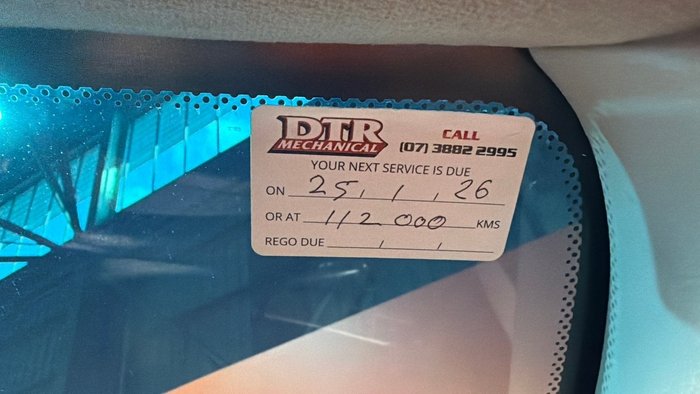 DTR
MECHANICAL
CALL
(07) 3882 2995
YOUR NEXT SERVICE IS DUE
ON 25, 1, 26
OR AT 112 000 KMS
REGO DUE , ,